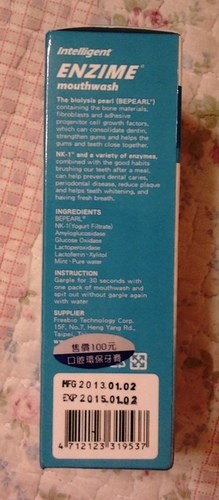 Intelligent
ENZIME®
mouthwash
The biolysis pearl (BEPEARL®)
containing the bone materials,
fibroblasts and adhesive
progenitor cell growth factors,
which can consolidate dentin,
strengthen gums and helps the
gums and teeth close together.
NK-1™ and a variety of enzymes,
combined with the good habits
brushing our teeth after a meal,
can help prevent dental caries,
periodontal disease, reduce plaque
and helps teeth whitening, and
having fresh breath.
INGREDIENTS
BEPEARL®
NK-1(Yogurt Filtrate)
Amyloglucosidase
Glucose Oxidase
Lactoperoxidase
Lactoferrin · Xylitol
Mint · Pure water
INSTRUCTION
Gargle for 30 seconds with
one pack of mouthwash and
spit out without gargle again
with water
SUPPLIER
Freebio Technology Corp.
15F, No.7, Heng Yang Rd.,
Taipei,
售價100元
口腔環保牙膏
MFG 2013.01.02
EXP 2015.01.02
4 712123 319537